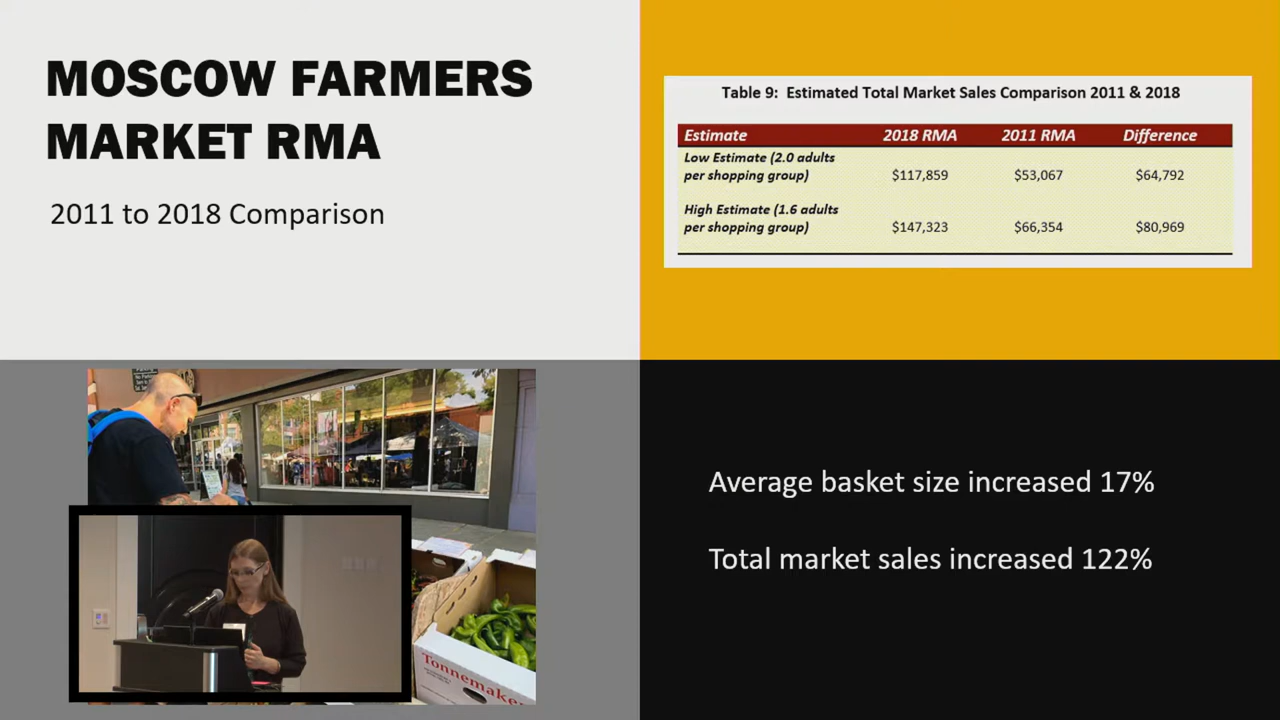 MOSCOW FARMERS
MARKET RMA
2011 to 2018 Comparison
Table 9: Estimated Total Market Sales Comparison 2011 & 2018
Estimate 2018 RMA 2011 RMA Difference
Low Estimate (2.0 adults
per shopping group) $117,859 $53,067 $64,792
High Estimate (1.6 adults
per shopping group) $147,323 $66,354 $80,969
Average basket size increased 17%
Total market sales increased 122%
Tonnemaker